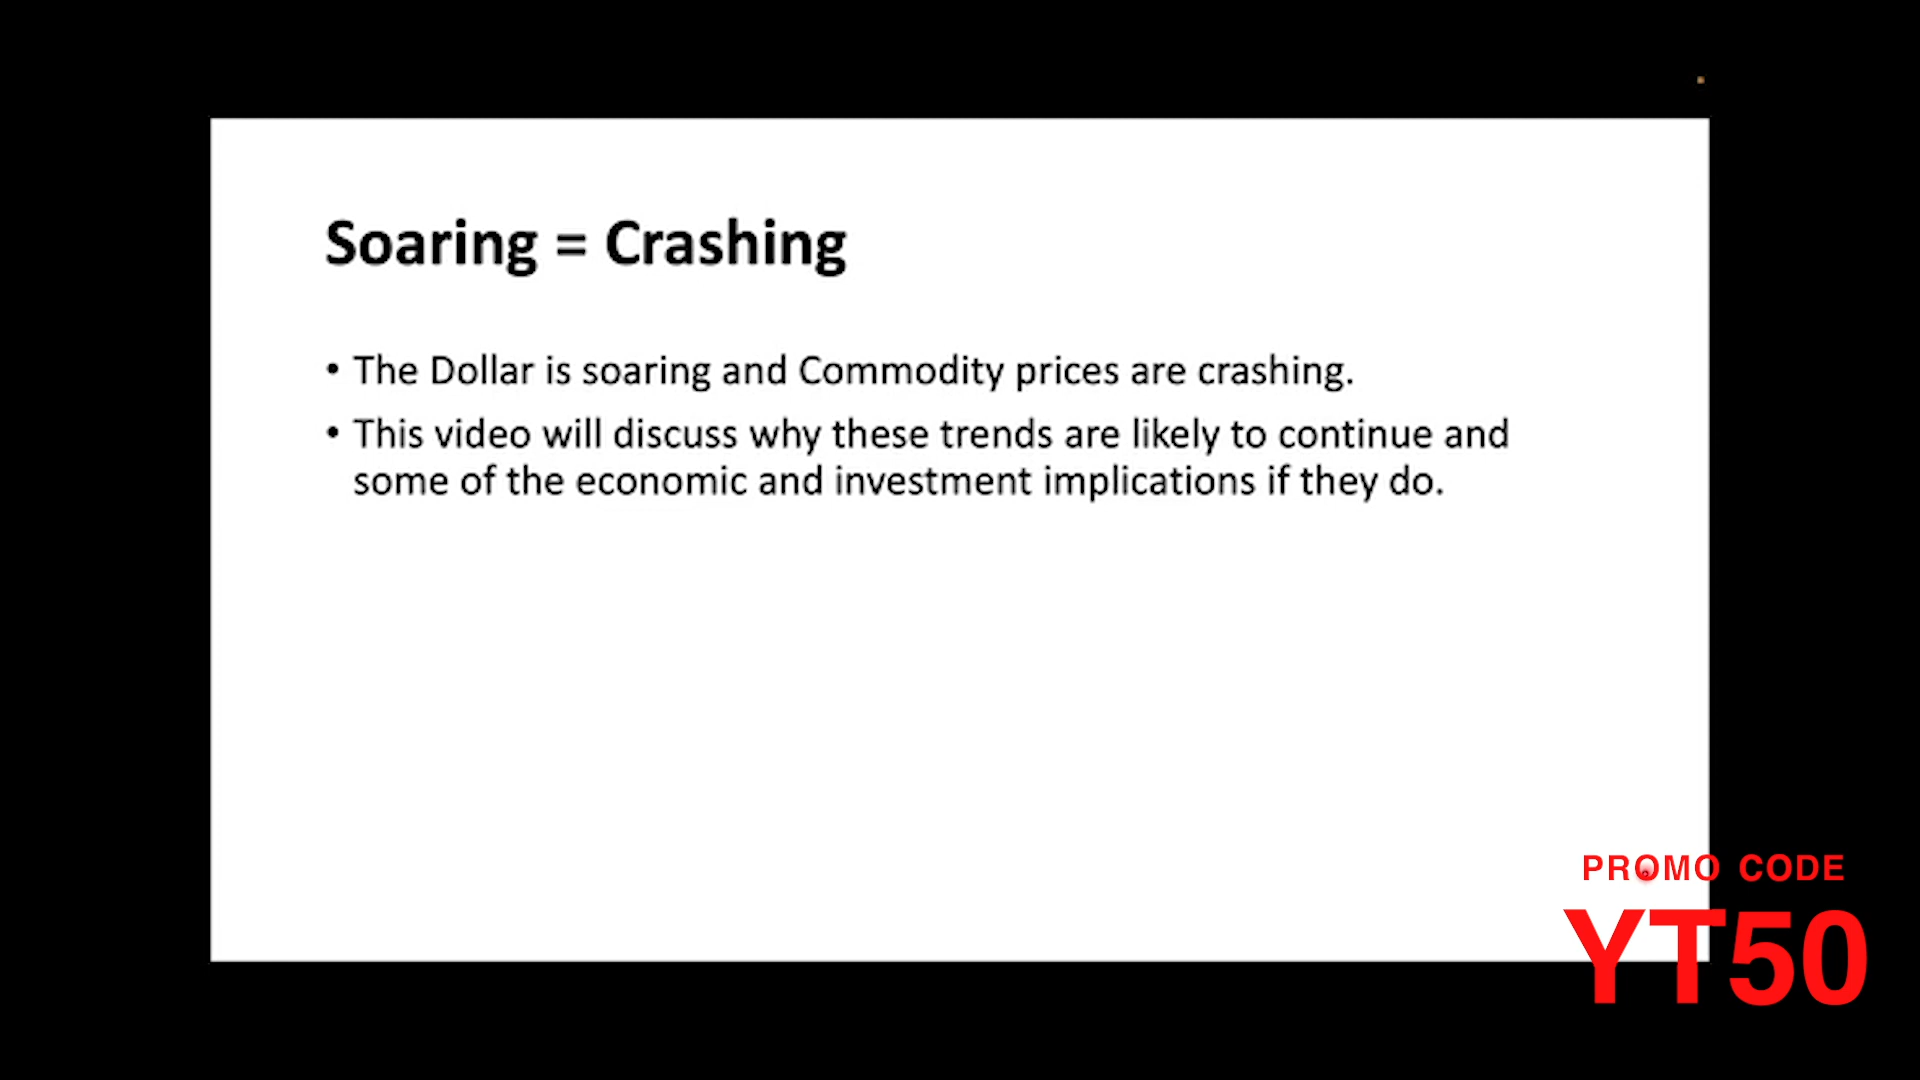 Soaring = Crashing
• The Dollar is soaring and Commodity prices are crashing.
• This video will discuss why these trends are likely to continue and
some of the economic and investment implications if they do.
PROMO CODE
YT50